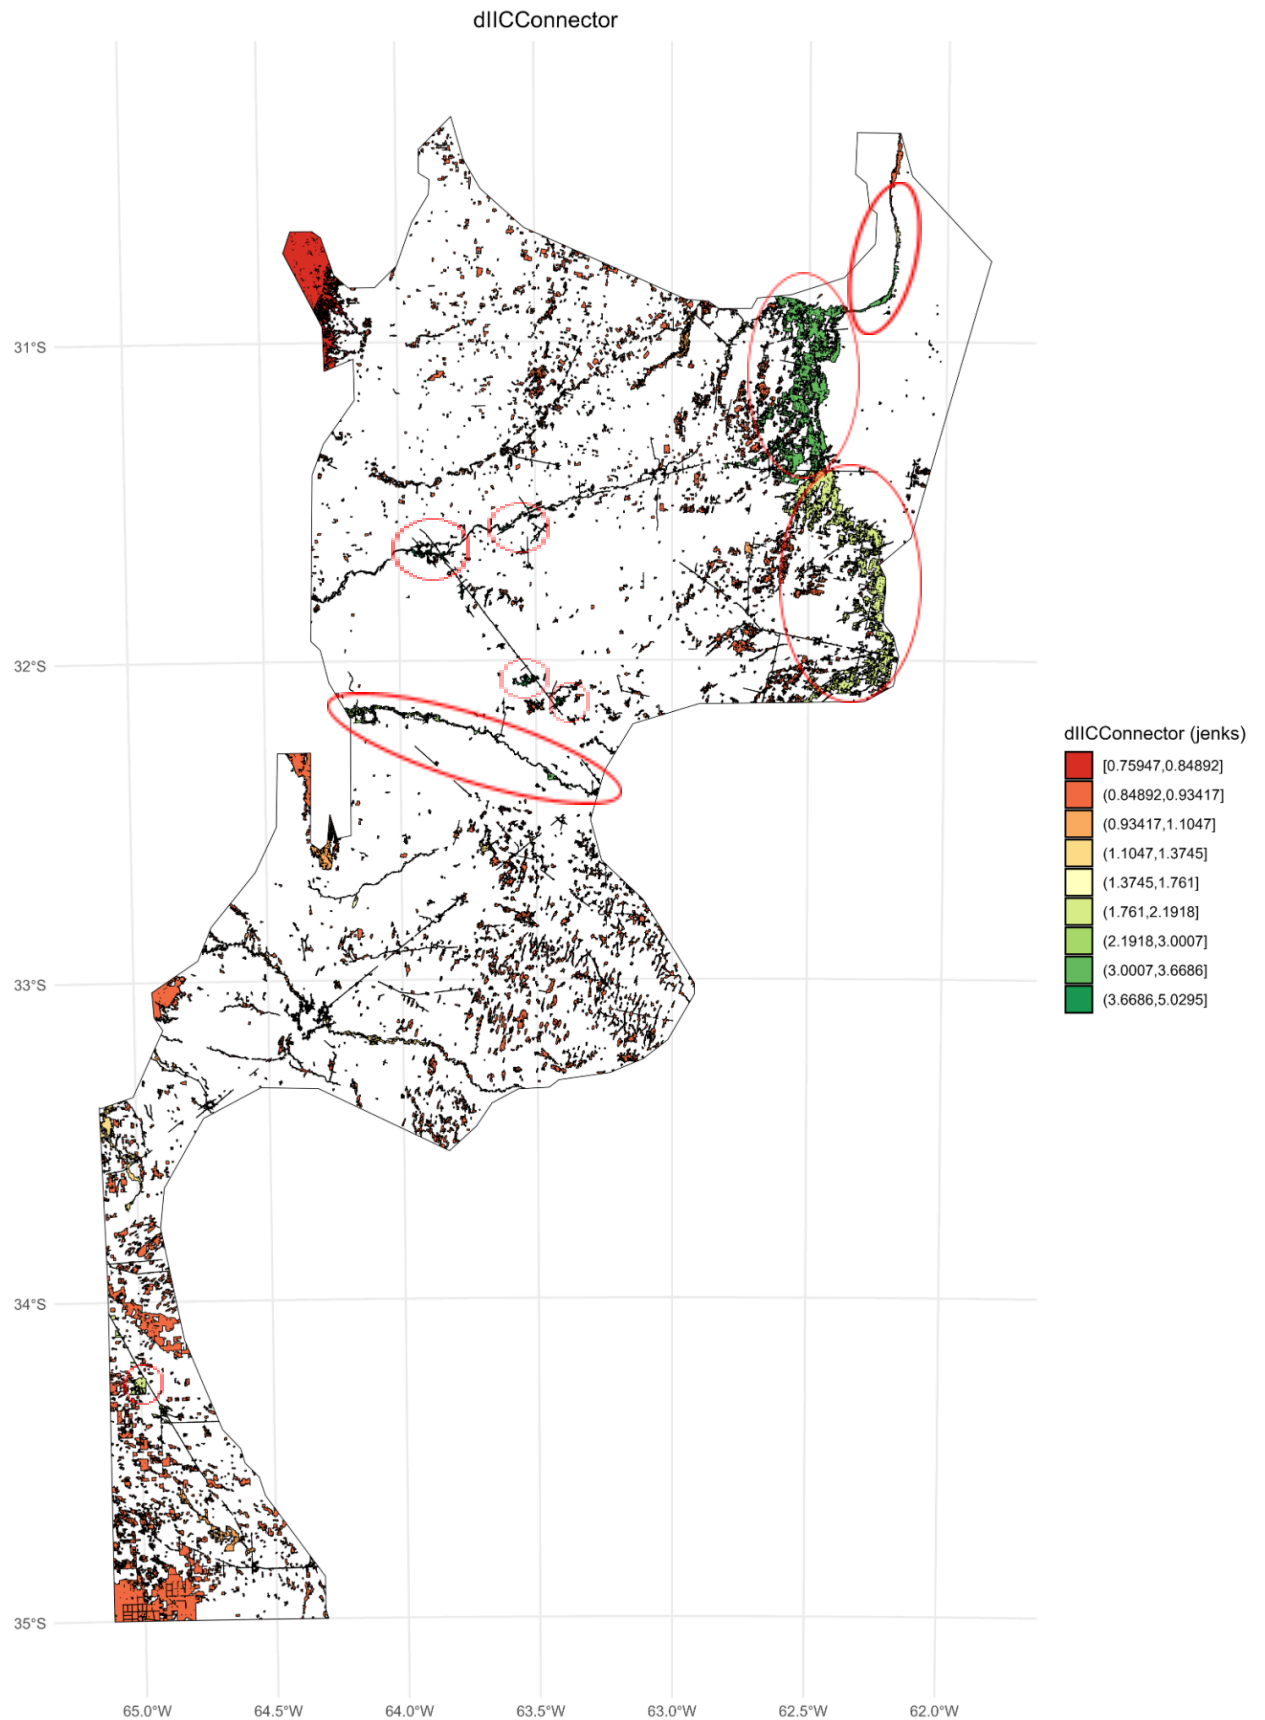 dIICConnector
31°S
32°S
33°S
34°S
35°S
65.0°W
64.5°W
64.0°W
63.5°W
63.0°W
62.5°W
62.0°W
dIICConnector (jenks)
[0.75947,0.84892]
(0.84892,0.93417]
(0.93417,1.1047]
(1.1047,1.3745]
(1.3745,1.761]
(1.761,2.1918]
(2.1918,3.0007]
(3.0007,3.6686]
(3.6686,5.0295]